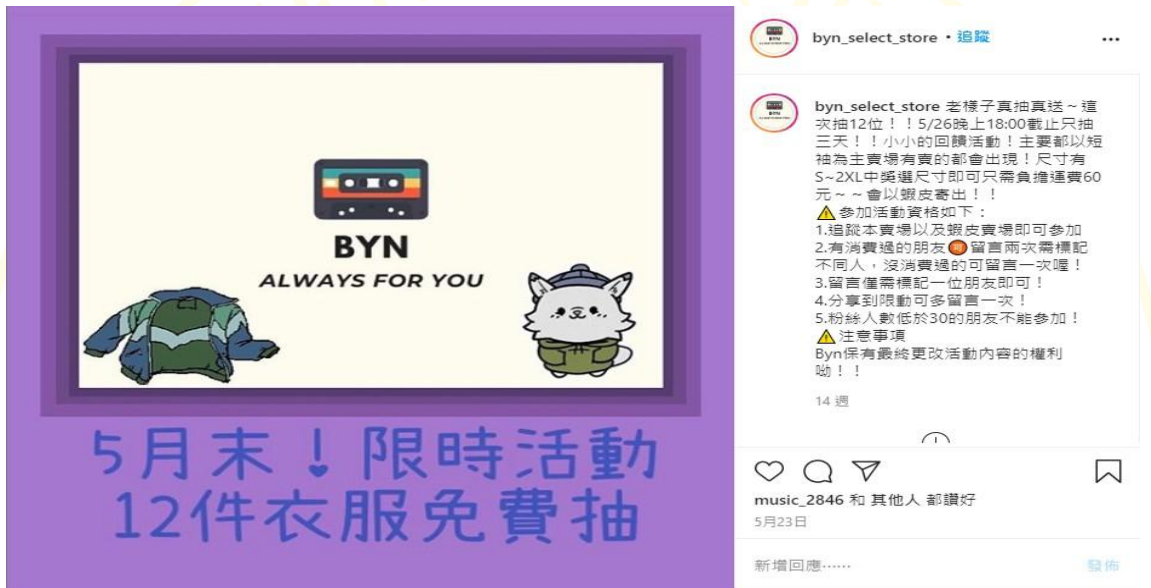 BYN
ALWAYS FOR YOU
5月末！限時活動
12件衣服免費抽
byn_select_store • 追蹤
byn_select_store 老樣子真抽真送～這
次抽12位！！5/26晚上18:00截止只抽
三天！！小小的回饋活動！主要都以短
袖為主賣場有賣的都會出現！尺寸有
S~2XL中獎選尺寸即可只需負擔運費60
元～～會以蝦皮寄出！！
⚠️參加活動資格如下：
1.追蹤本賣場以及蝦皮賣場即可參加
2.有消費過的朋友🉑留言兩次需標記
不同人，沒消費過的可留言一次喔！
3.留言僅需標記一位朋友即可！
4.分享到限動可多留言一次！
5.粉絲人數低於30的朋友不能參加！
⚠️注意事項
Byn保有最終更改活動內容的權利
呦！！
14 週
music_2846 和 其他人 都讚好
5月23日
新增回應……
發佈